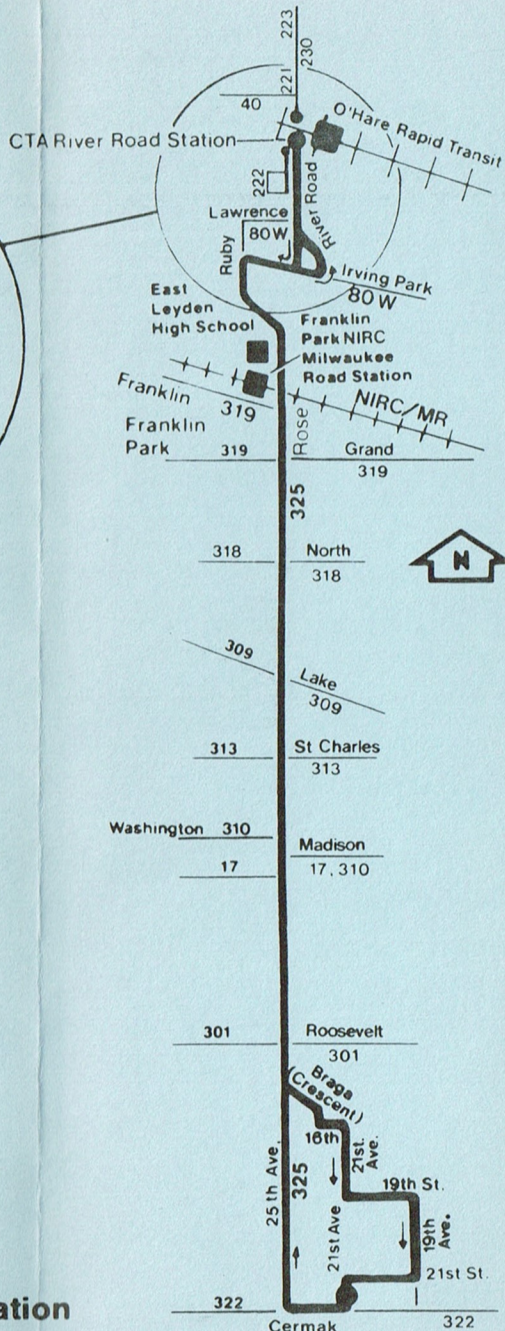 223
221
230
40
O'Hare Rapid Transit
CTA River Road Station
222
River Road
Lawrence
80W
Ruby
Irving Park
80W
East
Leyden
High School
Franklin
Park NIRC
Milwaukee
Road Station
Franklin
319
NIRC/MR
Franklin
Park
319
Rose
Grand
319
325
N
318
North
318
309
Lake
309
313
St Charles
313
Washington 310
Madison
17
17, 310
301
Roosevelt
301
Braga
(Crescent)
16th
21st. Ave.
25th Ave.
325
19th St.
21st Ave
19th Ave.
21st St.
ation
322
Cermak
322